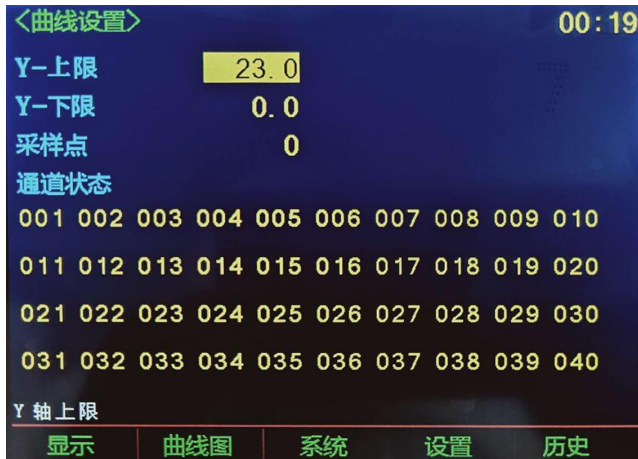 〈曲线设置〉 00:19
Y-上限 23.0
Y-下限 0.0
采样点 0
通道状态
001 002 003 004 005 006 007 008 009 010
011 012 013 014 015 016 017 018 019 020
021 022 023 024 025 026 027 028 029 030
031 032 033 034 035 036 037 038 039 040
Y 轴上限
显示 曲线图 系统 设置 历史